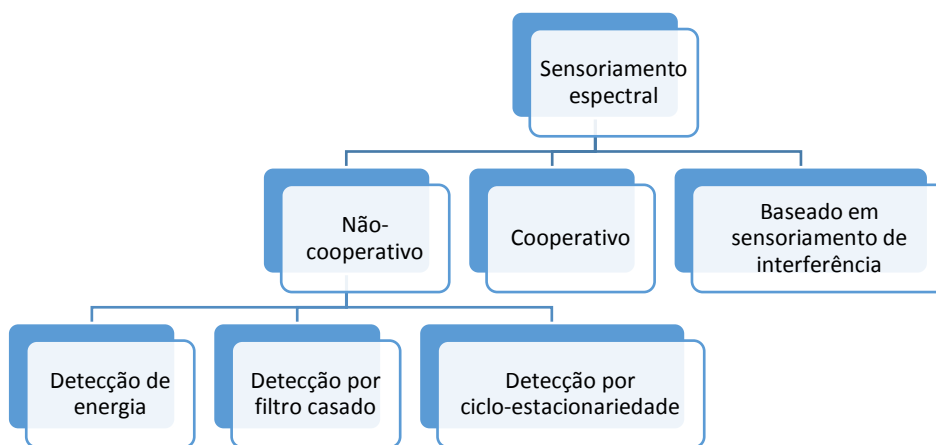 Sensoriamento
espectral
Não-
cooperativo
Cooperativo
Baseado em
sensoriamento de
interferência
Detecção de
energia
Detecção por
filtro casado
Detecção por
ciclo-estacionariedade